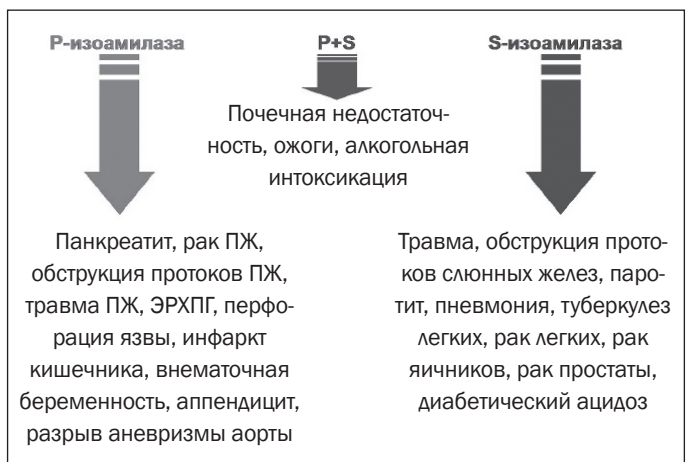 P-изоамилаза
P+S
S-изоамилаза
Почечная недостаточ-
ность, ожоги, алкогольная
интоксикация
Панкреатит, рак ПЖ,
обструкция протоков ПЖ,
травма ПЖ, ЭРХПГ, перфо-
рация язвы, инфаркт
кишечника, внематочная
беременность, аппендицит,
разрыв аневризмы аорты
Травма, обструкция прото-
ков слюнных желез, паро-
тит, пневмония, туберкулез
легких, рак легких, рак
яичников, рак простаты,
диабетический ацидоз